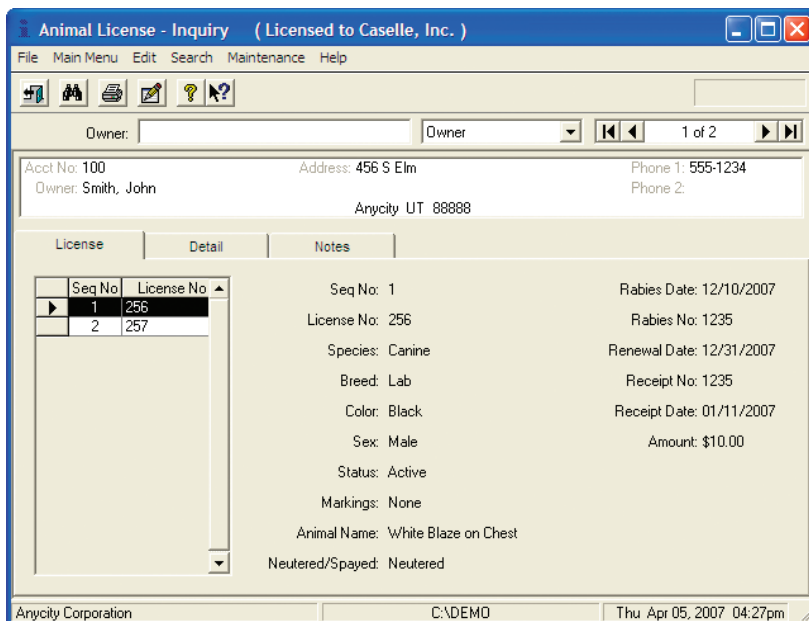 Animal License - Inquiry ( Licensed to Caselle, Inc. )
File Main Menu Edit Search Maintenance Help
Owner: Owner 1 of 2
Acct No: 100 Address: 456 S Elm Phone 1: 555-1234
Owner: Smith, John Phone 2:
Anycity UT 88888
License Detail Notes
Seq No License No
1 256
2 257
Seq No: 1
License No: 256
Species: Canine
Breed: Lab
Color: Black
Sex: Male
Status: Active
Markings: None
Animal Name: White Blaze on Chest
Neutered/Spayed: Neutered
Rabies Date: 12/10/2007
Rabies No: 1235
Renewal Date: 12/31/2007
Receipt No: 1235
Receipt Date: 01/11/2007
Amount: $10.00
Anycity Corporation C:\DEMO Thu Apr 05, 2007 04:27pm